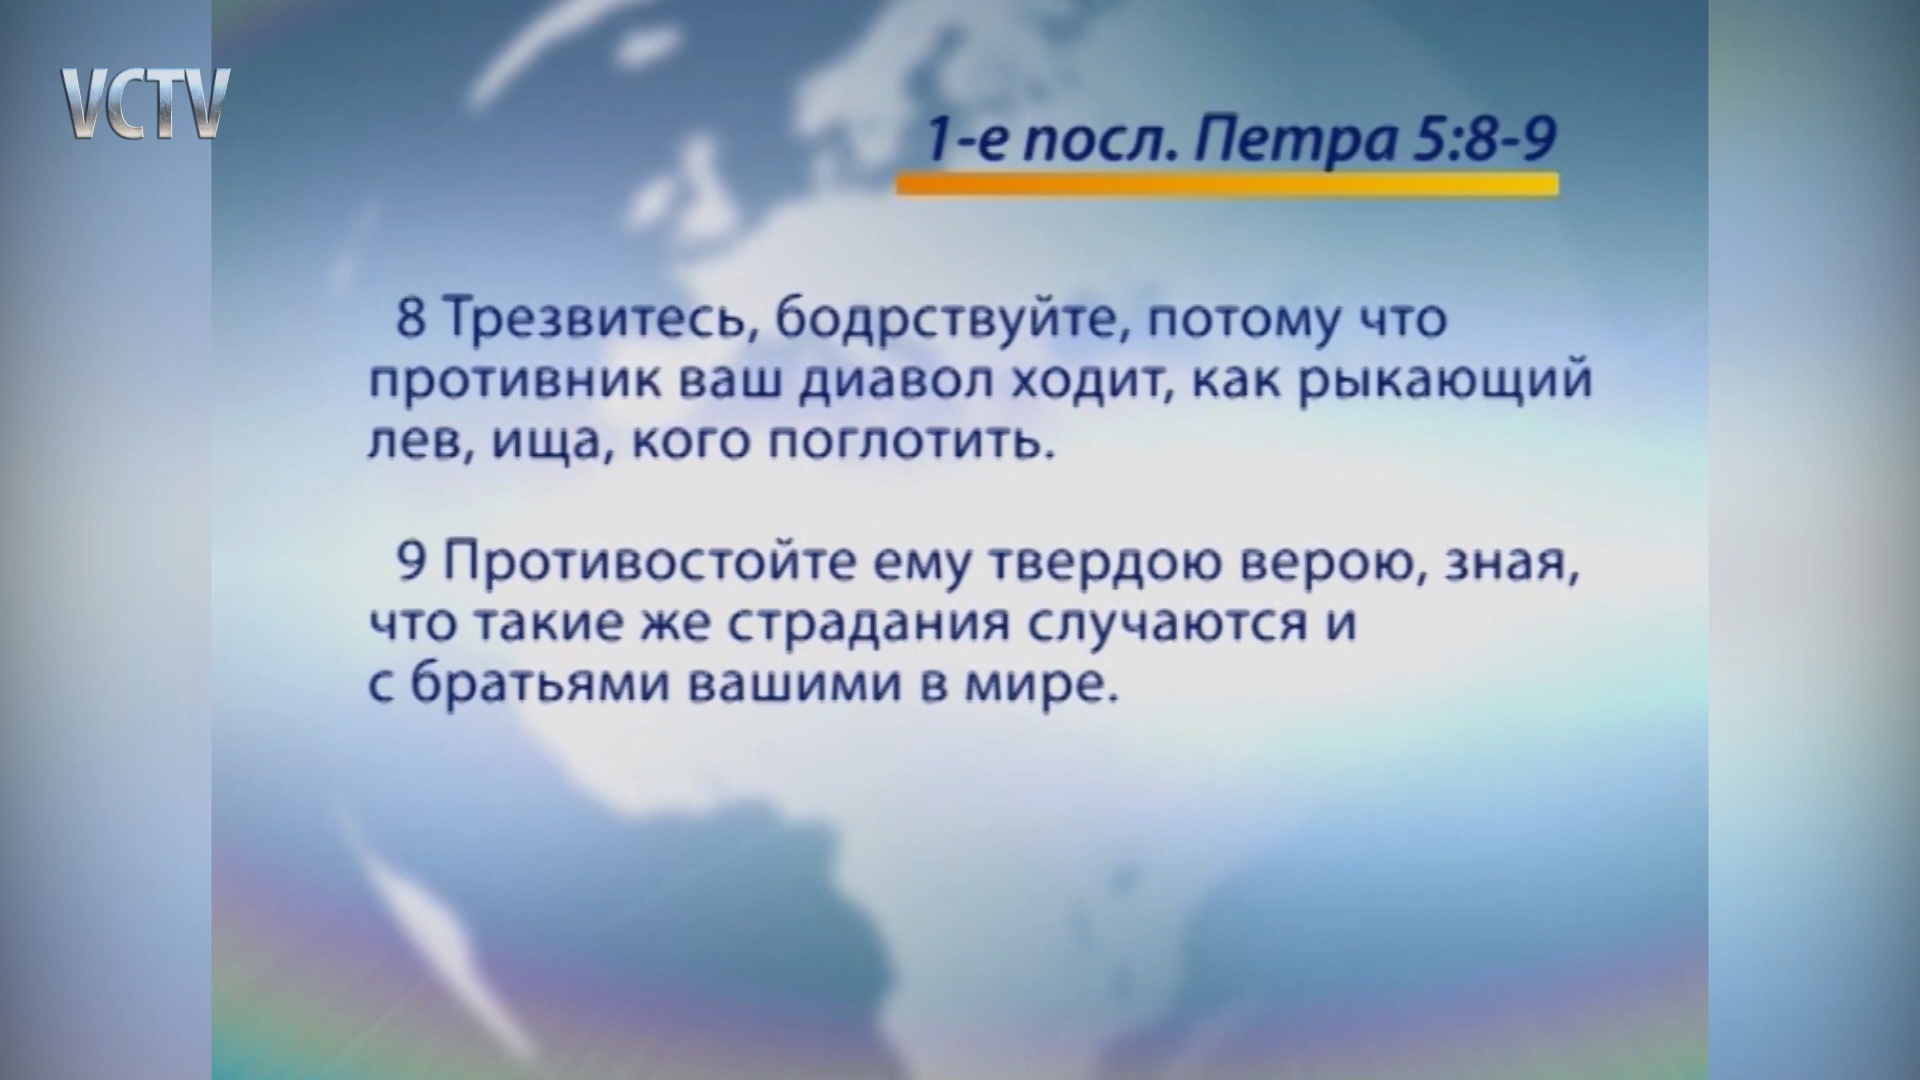 VCTV
1-е посл. Петра 5:8-9
8 Трезвитесь, бодрствуйте, потому что
противник ваш диавол ходит, как рыкающий
лев, ища, кого поглотить.
9 Противостойте ему твердою верою, зная,
что такие же страдания случаются и
с братьями вашими в мире.